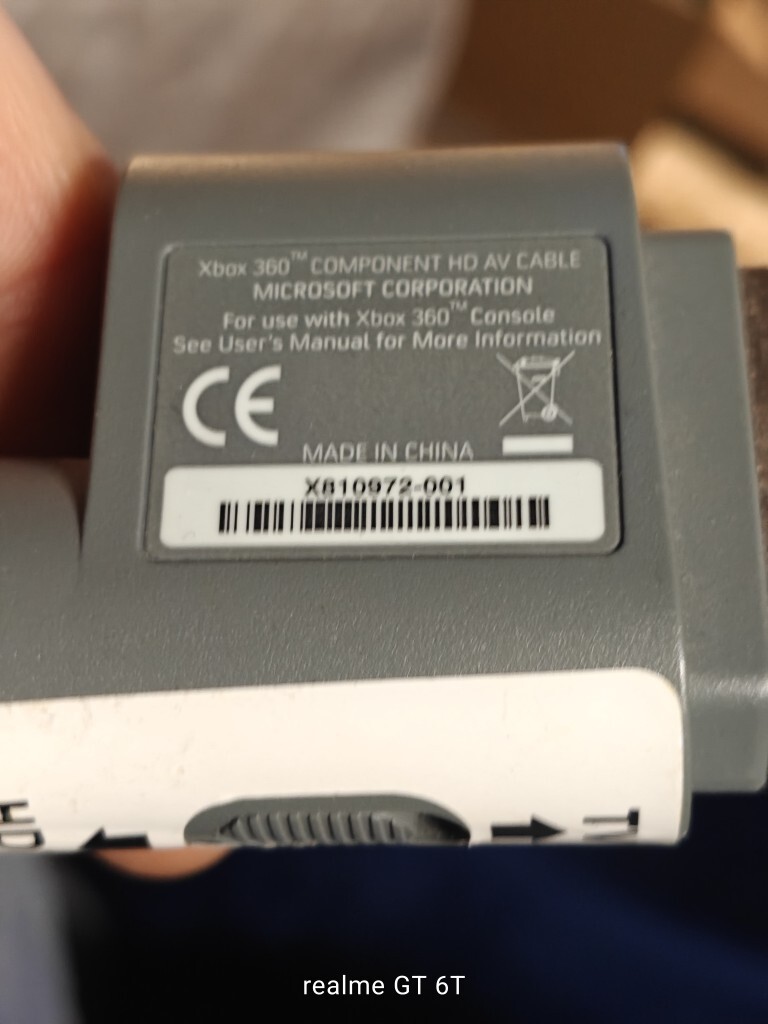 Xbox 360™ COMPONENT HD AV CABLE
MICROSOFT CORPORATION
For use with Xbox 360™ Console
See User's Manual for More Information
CE
MADE IN CHINA
X810972-001
HD
realme GT 6T